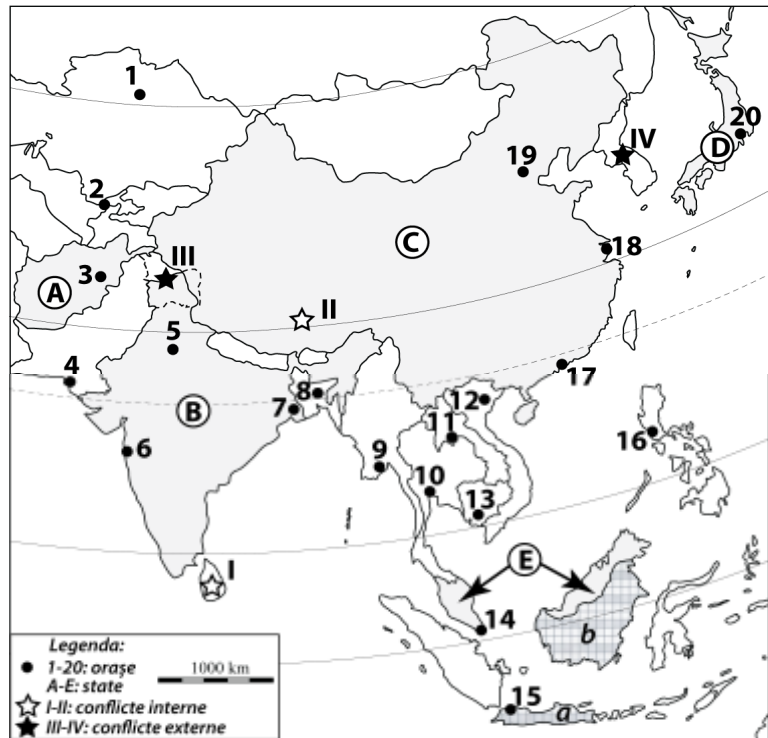 1
20
IV
D
19
2
C
18
III
3
A
II
5
4
17
8
12
B
7
11
16
6
9
10
13
I
E
14
b
Legenda:
1-20: orașe
1000 km
A-E: state
I-II: conflicte interne
III-IV: conflicte externe
15
a